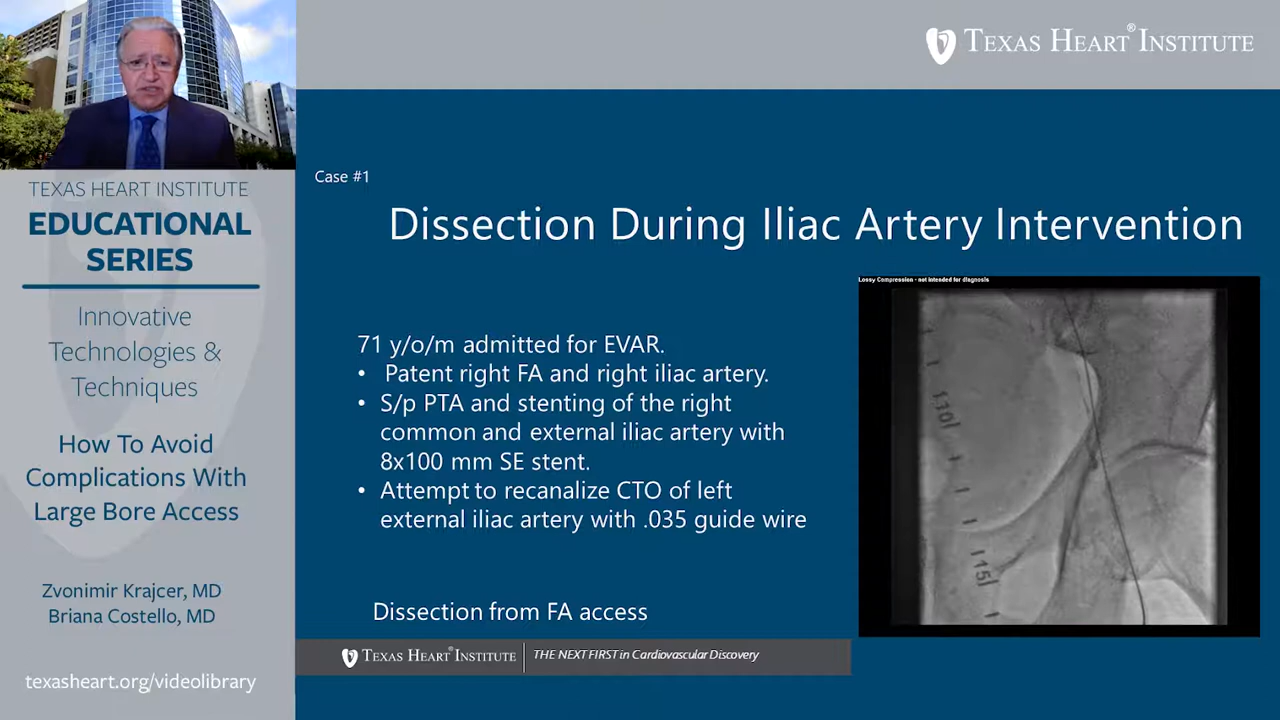 TEXAS HEART® INSTITUTE
TEXAS HEART INSTITUTE
EDUCATIONAL
SERIES
Innovative
Technologies &
Techniques
How To Avoid
Complications With
Large Bore Access
Zvonimir Krajcer, MD
Briana Costello, MD
texasheart.org/videolibrary
Case #1
Dissection During Iliac Artery Intervention
71 y/o/m admitted for EVAR.
• Patent right FA and right iliac artery.
• S/p PTA and stenting of the right
common and external iliac artery with
8x100 mm SE stent.
• Attempt to recanalize CTO of left
external iliac artery with .035 guide wire
Dissection from FA access
Lossy Compression - not intended for diagnosis
130
115
TEXAS HEART® INSTITUTE
THE NEXT FIRST in Cardiovascular Discovery